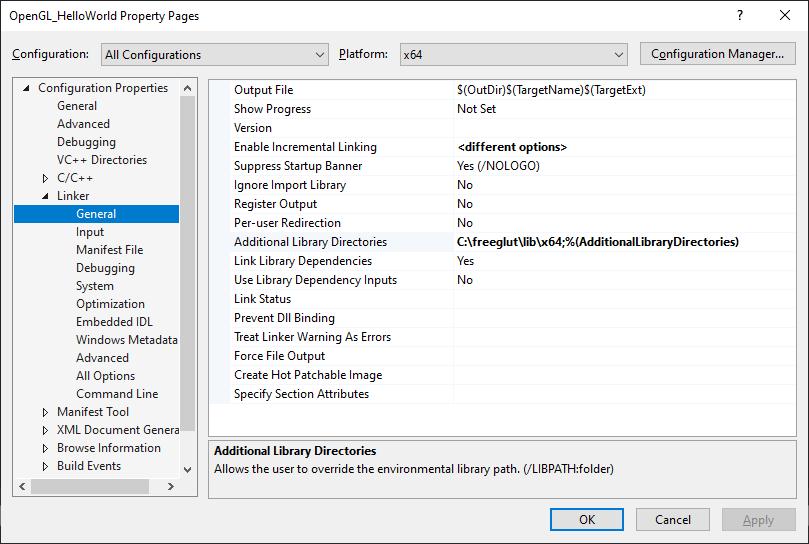 OpenGL_HelloWorld Property Pages
Configuration: All Configurations Platform: x64 Configuration Manager...
Configuration Properties
General
Advanced
Debugging
VC++ Directories
C/C++
Linker
General
Input
Manifest File
Debugging
System
Optimization
Embedded IDL
Windows Metadata
Advanced
All Options
Command Line
Manifest Tool
XML Document Genera
Browse Information
Build Events
Output File $(OutDir)$(TargetName)$(TargetExt)
Show Progress Not Set
Version
Enable Incremental Linking <different options>
Suppress Startup Banner Yes (/NOLOGO)
Ignore Import Library No
Register Output No
Per-user Redirection No
Additional Library Directories C:\freeglut\lib\x64;%(AdditionalLibraryDirectories)
Link Library Dependencies Yes
Use Library Dependency Inputs No
Link Status
Prevent Dll Binding
Treat Linker Warning As Errors
Force File Output
Create Hot Patchable Image
Specify Section Attributes
Additional Library Directories
Allows the user to override the environmental library path. (/LIBPATH:folder)
OK Cancel Apply